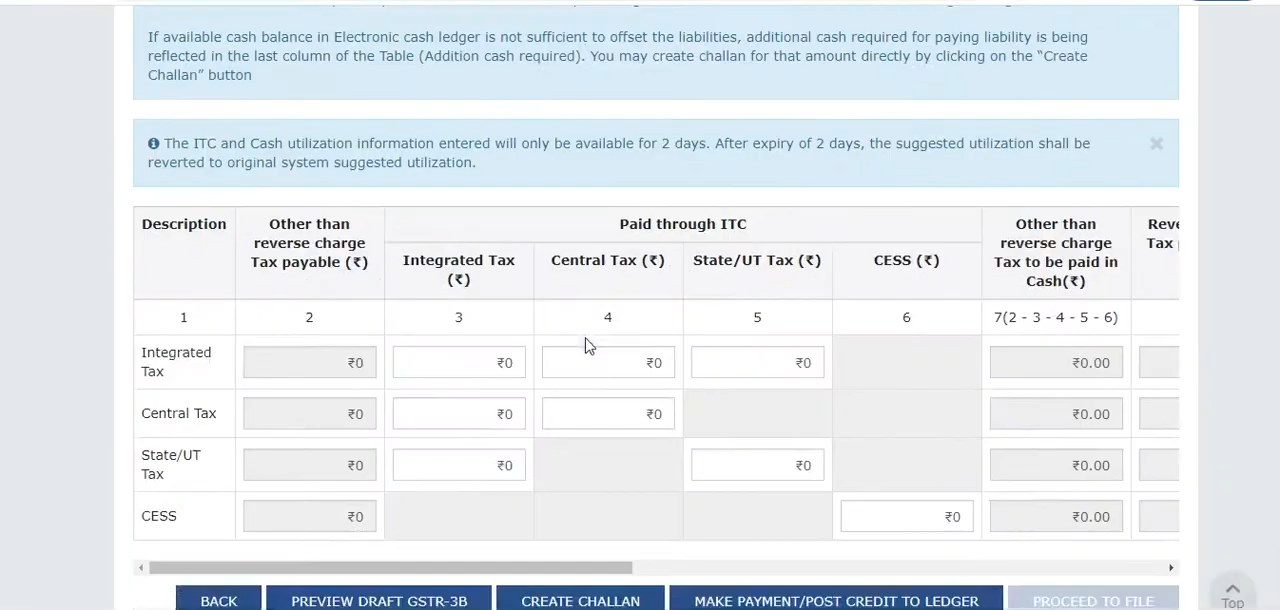 If available cash balance in Electronic cash ledger is not sufficient to offset the liabilities, additional cash required for paying liability is being
reflected in the last column of the Table (Addition cash required). You may create challan for that amount directly by clicking on the “Create
Challan” button
The ITC and Cash utilization information entered will only be available for 2 days. After expiry of 2 days, the suggested utilization shall be
reverted to original system suggested utilization.
Description
Other than
reverse charge
Tax payable (₹)
Paid through ITC
Integrated Tax
(₹)
Central Tax (₹)
State/UT Tax (₹)
CESS (₹)
Other than
reverse charge
Tax to be paid in
Cash(₹)
Tax
1 2 3 4 5 6 7(2 - 3 - 4 - 5 - 6)
Integrated
Tax
₹0 ₹0 ₹0 ₹0 ₹0.00
Central Tax ₹0 ₹0 ₹0 ₹0.00
State/UT
Tax
₹0 ₹0 ₹0 ₹0.00
CESS ₹0 ₹0 ₹0.00
BACK
PREVIEW DRAFT GSTR-3B
CREATE CHALLAN
MAKE PAYMENT/POST CREDIT TO LEDGER
PROCEED TO FILE
Top